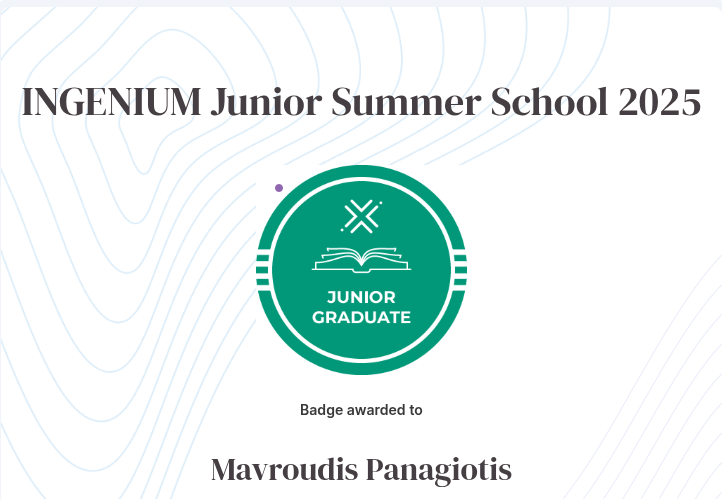 INGENIUM Junior Summer School 2025
JUNIOR
GRADUATE
Badge awarded to
Mavroudis Panagiotis